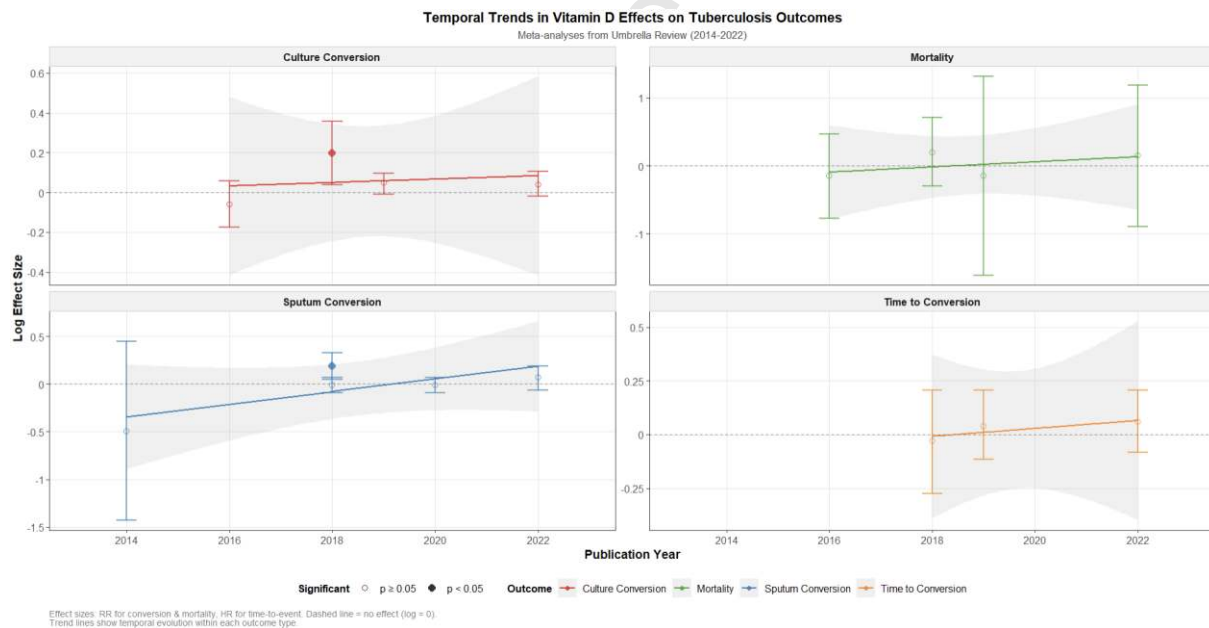 Temporal Trends in Vitamin D Effects on Tuberculosis Outcomes
Meta-analyses from Umbrella Review (2014-2022)
Culture Conversion
Mortality
0.6
0.4
0.2
0
-0.2
-0.4
1
0
-1
Log Effect Size
Sputum Conversion
Time to Conversion
0.5
0
-0.5
-1
-1.5
0.5
0.25
0
-0.25
2014 2016 2018 2020 2022
2014 2016 2018 2020 2022
Publication Year
Significant p ≥ 0.05 p < 0.05 Outcome Culture Conversion Mortality Sputum Conversion Time to Conversion
Effect sizes: RR for conversion & mortality, HR for time-to-event. Dashed line = no effect (log = 0).
Trend lines show temporal evolution within each outcome type.